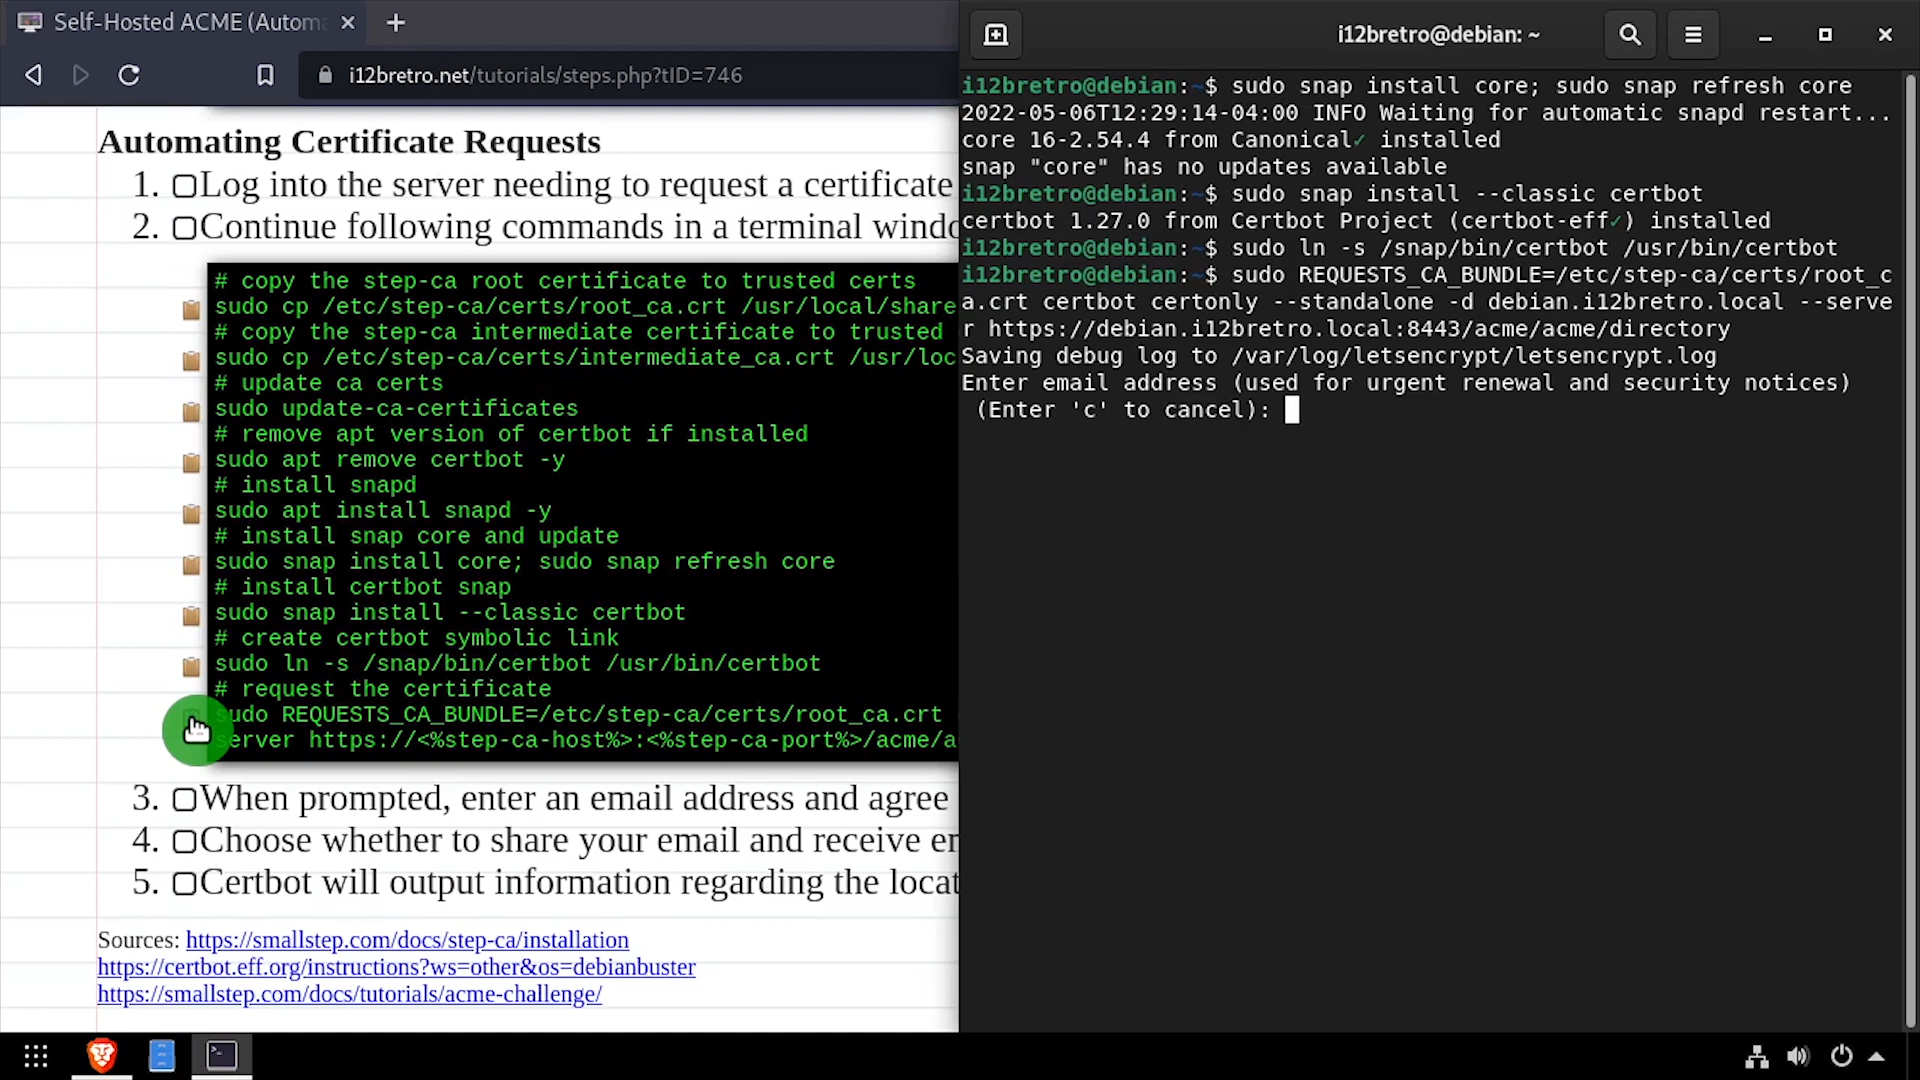 Self-Hosted ACME (Autom
i12bretro.net/tutorials/steps.php?tID=746
Automating Certificate Requests
1. Log into the server needing to request a certificate
2. Continue following commands in a terminal windo
# copy the step-ca root certificate to trusted certs
sudo cp /etc/step-ca/certs/root_ca.crt /usr/local/share
# copy the step-ca intermediate certificate to trusted
sudo cp /etc/step-ca/certs/intermediate_ca.crt /usr/loc
# update ca certs
sudo update-ca-certificates
# remove apt version of certbot if installed
sudo apt remove certbot -y
# install snapd
sudo apt install snapd -y
# install snap core and update
sudo snap install core; sudo snap refresh core
# install certbot snap
sudo snap install --classic certbot
# create certbot symbolic link
sudo ln -s /snap/bin/certbot /usr/bin/certbot
# request the certificate
sudo REQUESTS_CA_BUNDLE=/etc/step-ca/certs/root_ca.crt
server https://<%step-ca-host%>:<%step-ca-port%>/acme/a
3. When prompted, enter an email address and agree
4. Choose whether to share your email and receive em
5. Certbot will output information regarding the locat
Sources: https://smallstep.com/docs/step-ca/installation
https://certbot.eff.org/instructions?ws=other&os=debianbuster
https://smallstep.com/docs/tutorials/acme-challenge/
i12bretro@debian: ~
i12bretro@debian:~$ sudo snap install core; sudo snap refresh core
2022-05-06T12:29:14-04:00 INFO Waiting for automatic snapd restart...
core 16-2.54.4 from Canonical✓ installed
snap "core" has no updates available
i12bretro@debian:~$ sudo snap install --classic certbot
certbot 1.27.0 from Certbot Project (certbot-eff✓) installed
i12bretro@debian:~$ sudo ln -s /snap/bin/certbot /usr/bin/certbot
i12bretro@debian:~$ sudo REQUESTS_CA_BUNDLE=/etc/step-ca/certs/root_c
a.crt certbot certonly --standalone -d debian.i12bretro.local --serve
r https://debian.i12bretro.local:8443/acme/acme/directory
Saving debug log to /var/log/letsencrypt/letsencrypt.log
Enter email address (used for urgent renewal and security notices)
 (Enter 'c' to cancel):